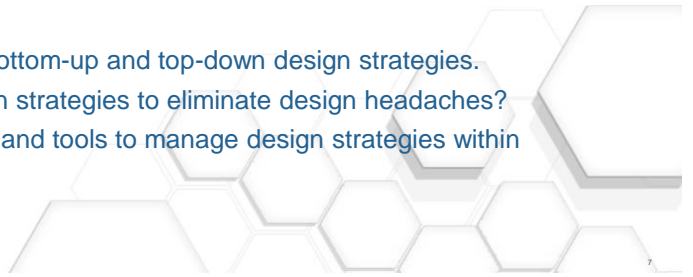 ottom-up and top-down design strategies.
n strategies to eliminate design headaches?
and tools to manage design strategies within
7